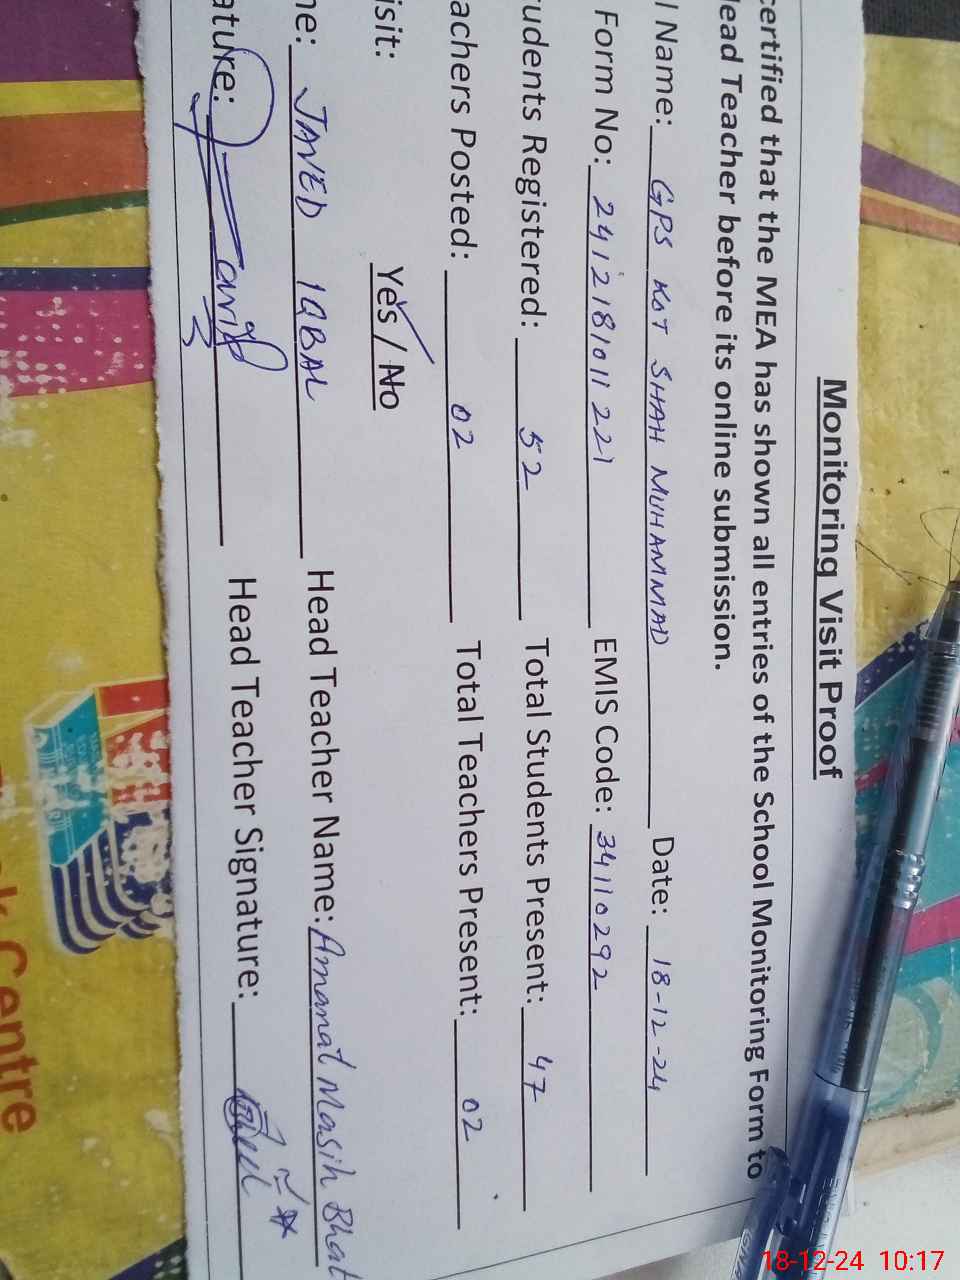 Monitoring Visit Proof
certified that the MEA has shown all entries of the School Monitoring Form to
Head Teacher before its online submission.
l Name: GPS KOT SHAH MUHAMMAD Date: 18-12-24
Form No: 241218101122​1 EMIS Code: 34110292
udents Registered: 52 Total Students Present: 47
achers Posted: 02 Total Teachers Present: 02
isit: Yes / No
me: JAVED IQBAL Head Teacher Name: Amanat Masih Bhat
ature: Head Teacher Signature:
Centre
18-12-24 10:17